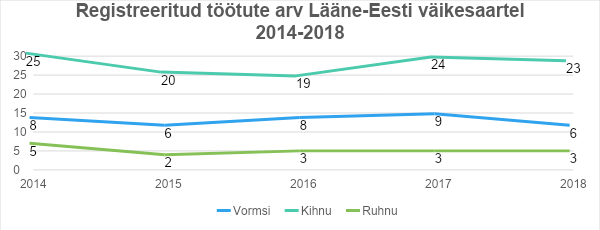 Registreeritud töötute arv Lääne-Eesti väikesaartel
2014-2018
30
25
20
15
10
5
0
25 20 19 24 23
8 6 8 9 6
5 2 3 3 3
2014 2015 2016 2017 2018
Vormsi Kihnu Ruhnu